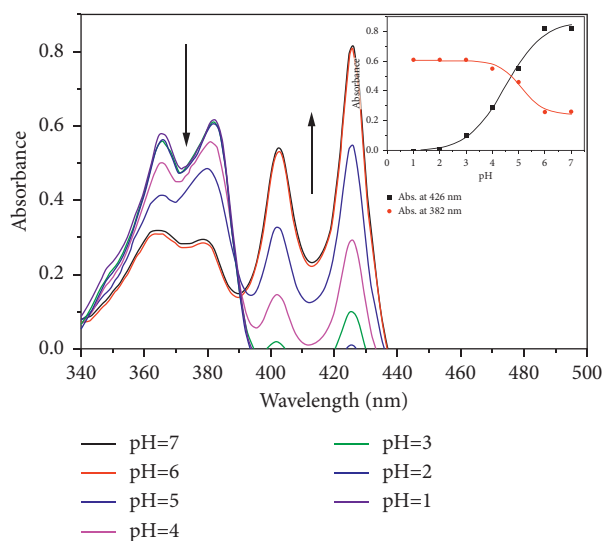 0.8
0.6
0.4
0.2
0.0
Absorbance
340 360 380 400 420 440 460 480 500
Wavelength (nm)
0.8
0.6
0.4
0.2
0.0
Absorbance
1 2 3 4 5 6 7
pH
Abs. at 426 nm
Abs. at 382 nm
pH=7
pH=6
pH=5
pH=4
pH=3
pH=2
pH=1